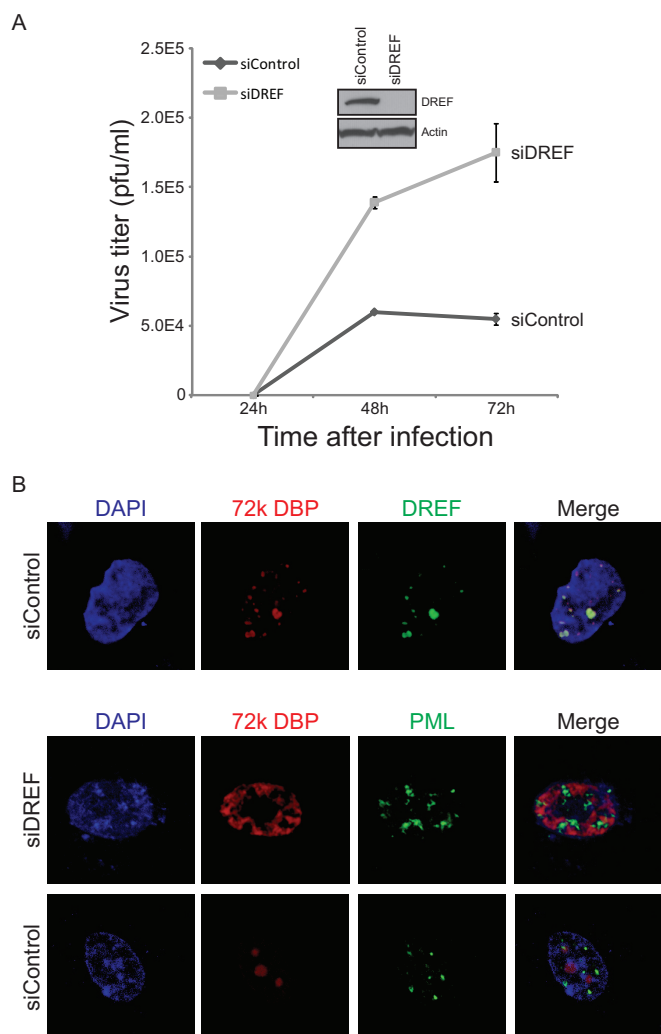 A
2.5E5
2.0E5
1.5E5
1.0E5
5.0E4
0
Virus titer (pfu/ml)
siControl
siDREF
siControl
siDREF
DREF
Actin
siDREF
siControl
24h
48h
72h
Time after infection
B
DAPI
72k DBP
DREF
Merge
siControl
DAPI
72k DBP
PML
Merge
siDREF
siControl